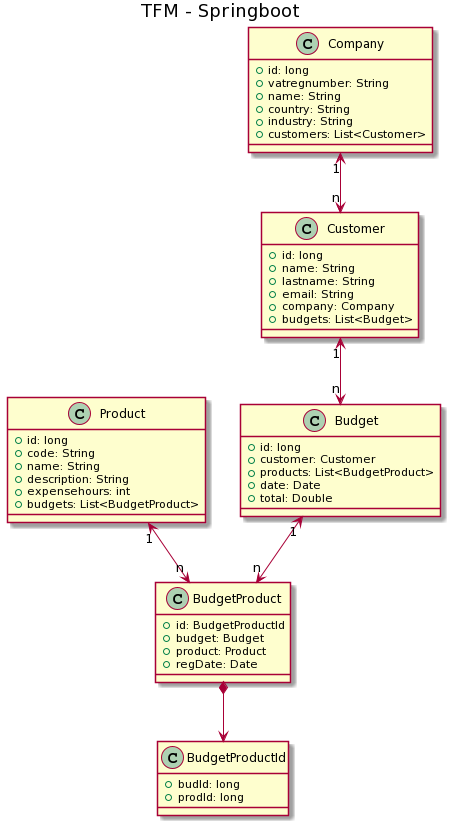 TFM - Springboot
C Company
id: long
vatregnumber: String
name: String
country: String
industry: String
customers: List<Customer>
1
n
C Customer
id: long
name: String
lastname: String
email: String
company: Company
budgets: List<Budget>
1
n
C Product
id: long
code: String
name: String
description: String
expensehours: int
budgets: List<BudgetProduct>
C Budget
id: long
customer: Customer
products: List<BudgetProduct>
date: Date
total: Double
1
1
n
n
C BudgetProduct
id: BudgetProductId
budget: Budget
product: Product
regDate: Date
C BudgetProductId
budId: long
prodId: long